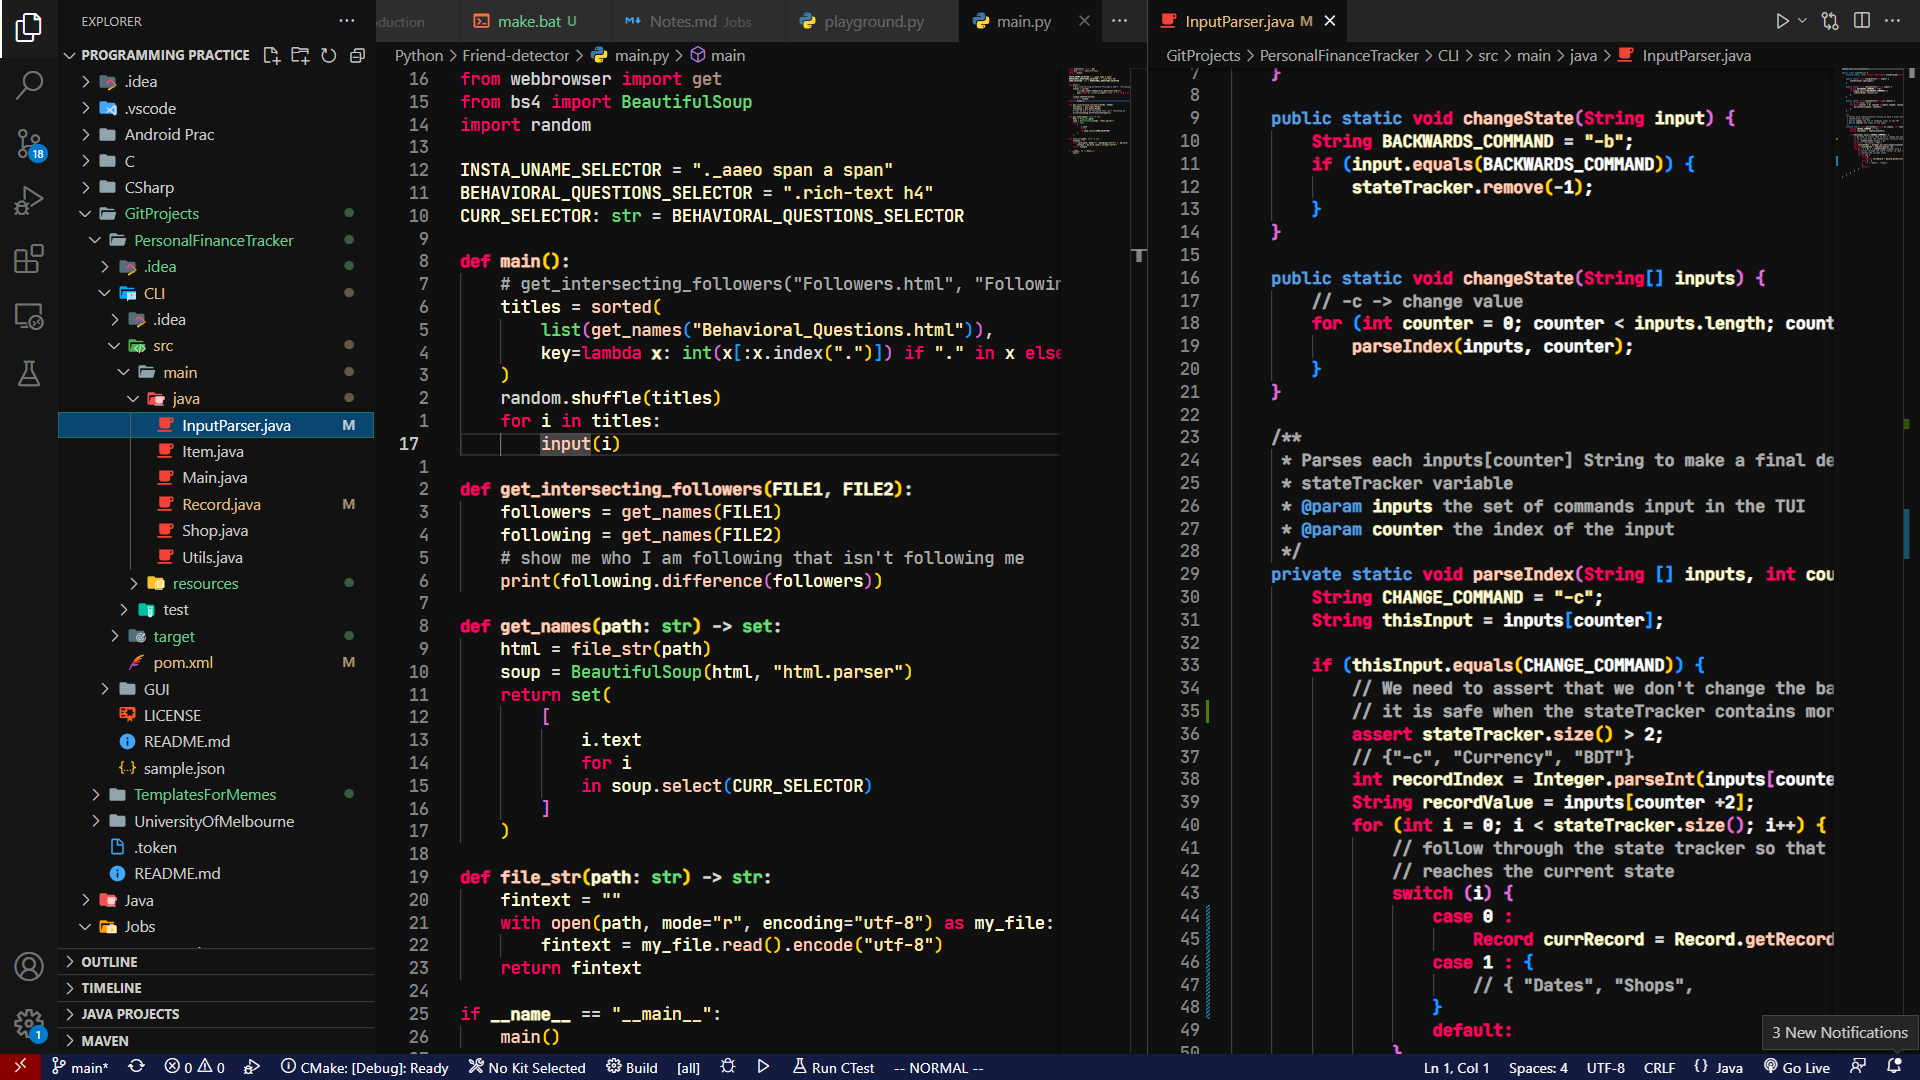 EXPLORER
PROGRAMMING PRACTICE
.idea
.vscode
Android Prac
C
CSharp
GitProjects
PersonalFinanceTracker
.idea
CLI
.idea
src
main
java
InputParser.java M
Item.java
Main.java
Record.java M
Shop.java
Utils.java
resources
test
target
pom.xml M
GUI
LICENSE
README.md
sample.json
TemplatesForMemes
UniversityOfMelbourne
.token
README.md
Java
Jobs
OUTLINE
TIMELINE
JAVA PROJECTS
MAVEN
18
1
oduction
make.bat U
Notes.md Jobs
playground.py
main.py
Python > Friend-detector > main.py > main
16 from webbrowser import get
15 from bs4 import BeautifulSoup
14 import random
13
12 INSTA_UNAME_SELECTOR = "._aaeo span a span"
11 BEHAVIORAL_QUESTIONS_SELECTOR = ".rich-text h4"
10 CURR_SELECTOR: str = BEHAVIORAL_QUESTIONS_SELECTOR
9
8 def main():
7 # get_intersecting_followers("Followers.html", "Followin
6 titles = sorted(
5 list(get_names("Behavioral_Questions.html")),
4 key=lambda x: int(x[:x.index(".")]) if "." in x else
3 )
2 random.shuffle(titles)
1 for i in titles:
17 input(i)
1
2 def get_intersecting_followers(FILE1, FILE2):
3 followers = get_names(FILE1)
4 following = get_names(FILE2)
5 # show me who I am following that isn't following me
6 print(following.difference(followers))
7
8 def get_names(path: str) -> set:
9 html = file_str(path)
10 soup = BeautifulSoup(html, "html.parser")
11 return set(
12 [
13 i.text
14 for i
15 in soup.select(CURR_SELECTOR)
16 ]
17 )
18
19 def file_str(path: str) -> str:
20 fintext = ""
21 with open(path, mode="r", encoding="utf-8") as my_file:
22 fintext = my_file.read().encode("utf-8")
23 return fintext
24
25 if __name__ == "__main__":
26 main()
InputParser.java M
GitProjects > PersonalFinanceTracker > CLI > src > main > java > InputParser.java
7 }
8
9 public static void changeState(String input) {
10 String BACKWARDS_COMMAND = "-b";
11 if (input.equals(BACKWARDS_COMMAND)) {
12 stateTracker.remove(-1);
13 }
14 }
15
16 public static void changeState(String[] inputs) {
17 // -c -> change value
18 for (int counter = 0; counter < inputs.length; count
19 parseIndex(inputs, counter);
20 }
21 }
22
23 /**
24 * Parses each inputs[counter] String to make a final de
25 * stateTracker variable
26 * @param inputs the set of commands input in the TUI
27 * @param counter the index of the input
28 */
29 private static void parseIndex(String [] inputs, int cou
30 String CHANGE_COMMAND = "-c";
31 String thisInput = inputs[counter];
32
33 if (thisInput.equals(CHANGE_COMMAND)) {
34 // We need to assert that we don't change the ba
35 // it is safe when the stateTracker contains mor
36 assert stateTracker.size() > 2;
37 // {"-c", "Currency", "BDT"}
38 int recordIndex = Integer.parseInt(inputs[counte
39 String recordValue = inputs[counter +2];
40 for (int i = 0; i < stateTracker.size(); i++) {
41 // follow through the state tracker so that
42 // reaches the current state
43 switch (i) {
44 case 0 :
45 Record currRecord = Record.getRecord
46 case 1 : {
47 // { "Dates", "Shops",
48 }
49 default:
50 }
3 New Notifications
main* 0 0 CMake: [Debug]: Ready No Kit Selected Build [all] Run CTest -- NORMAL -- Ln 1, Col 1 Spaces: 4 UTF-8 CRLF {} Java Go Live